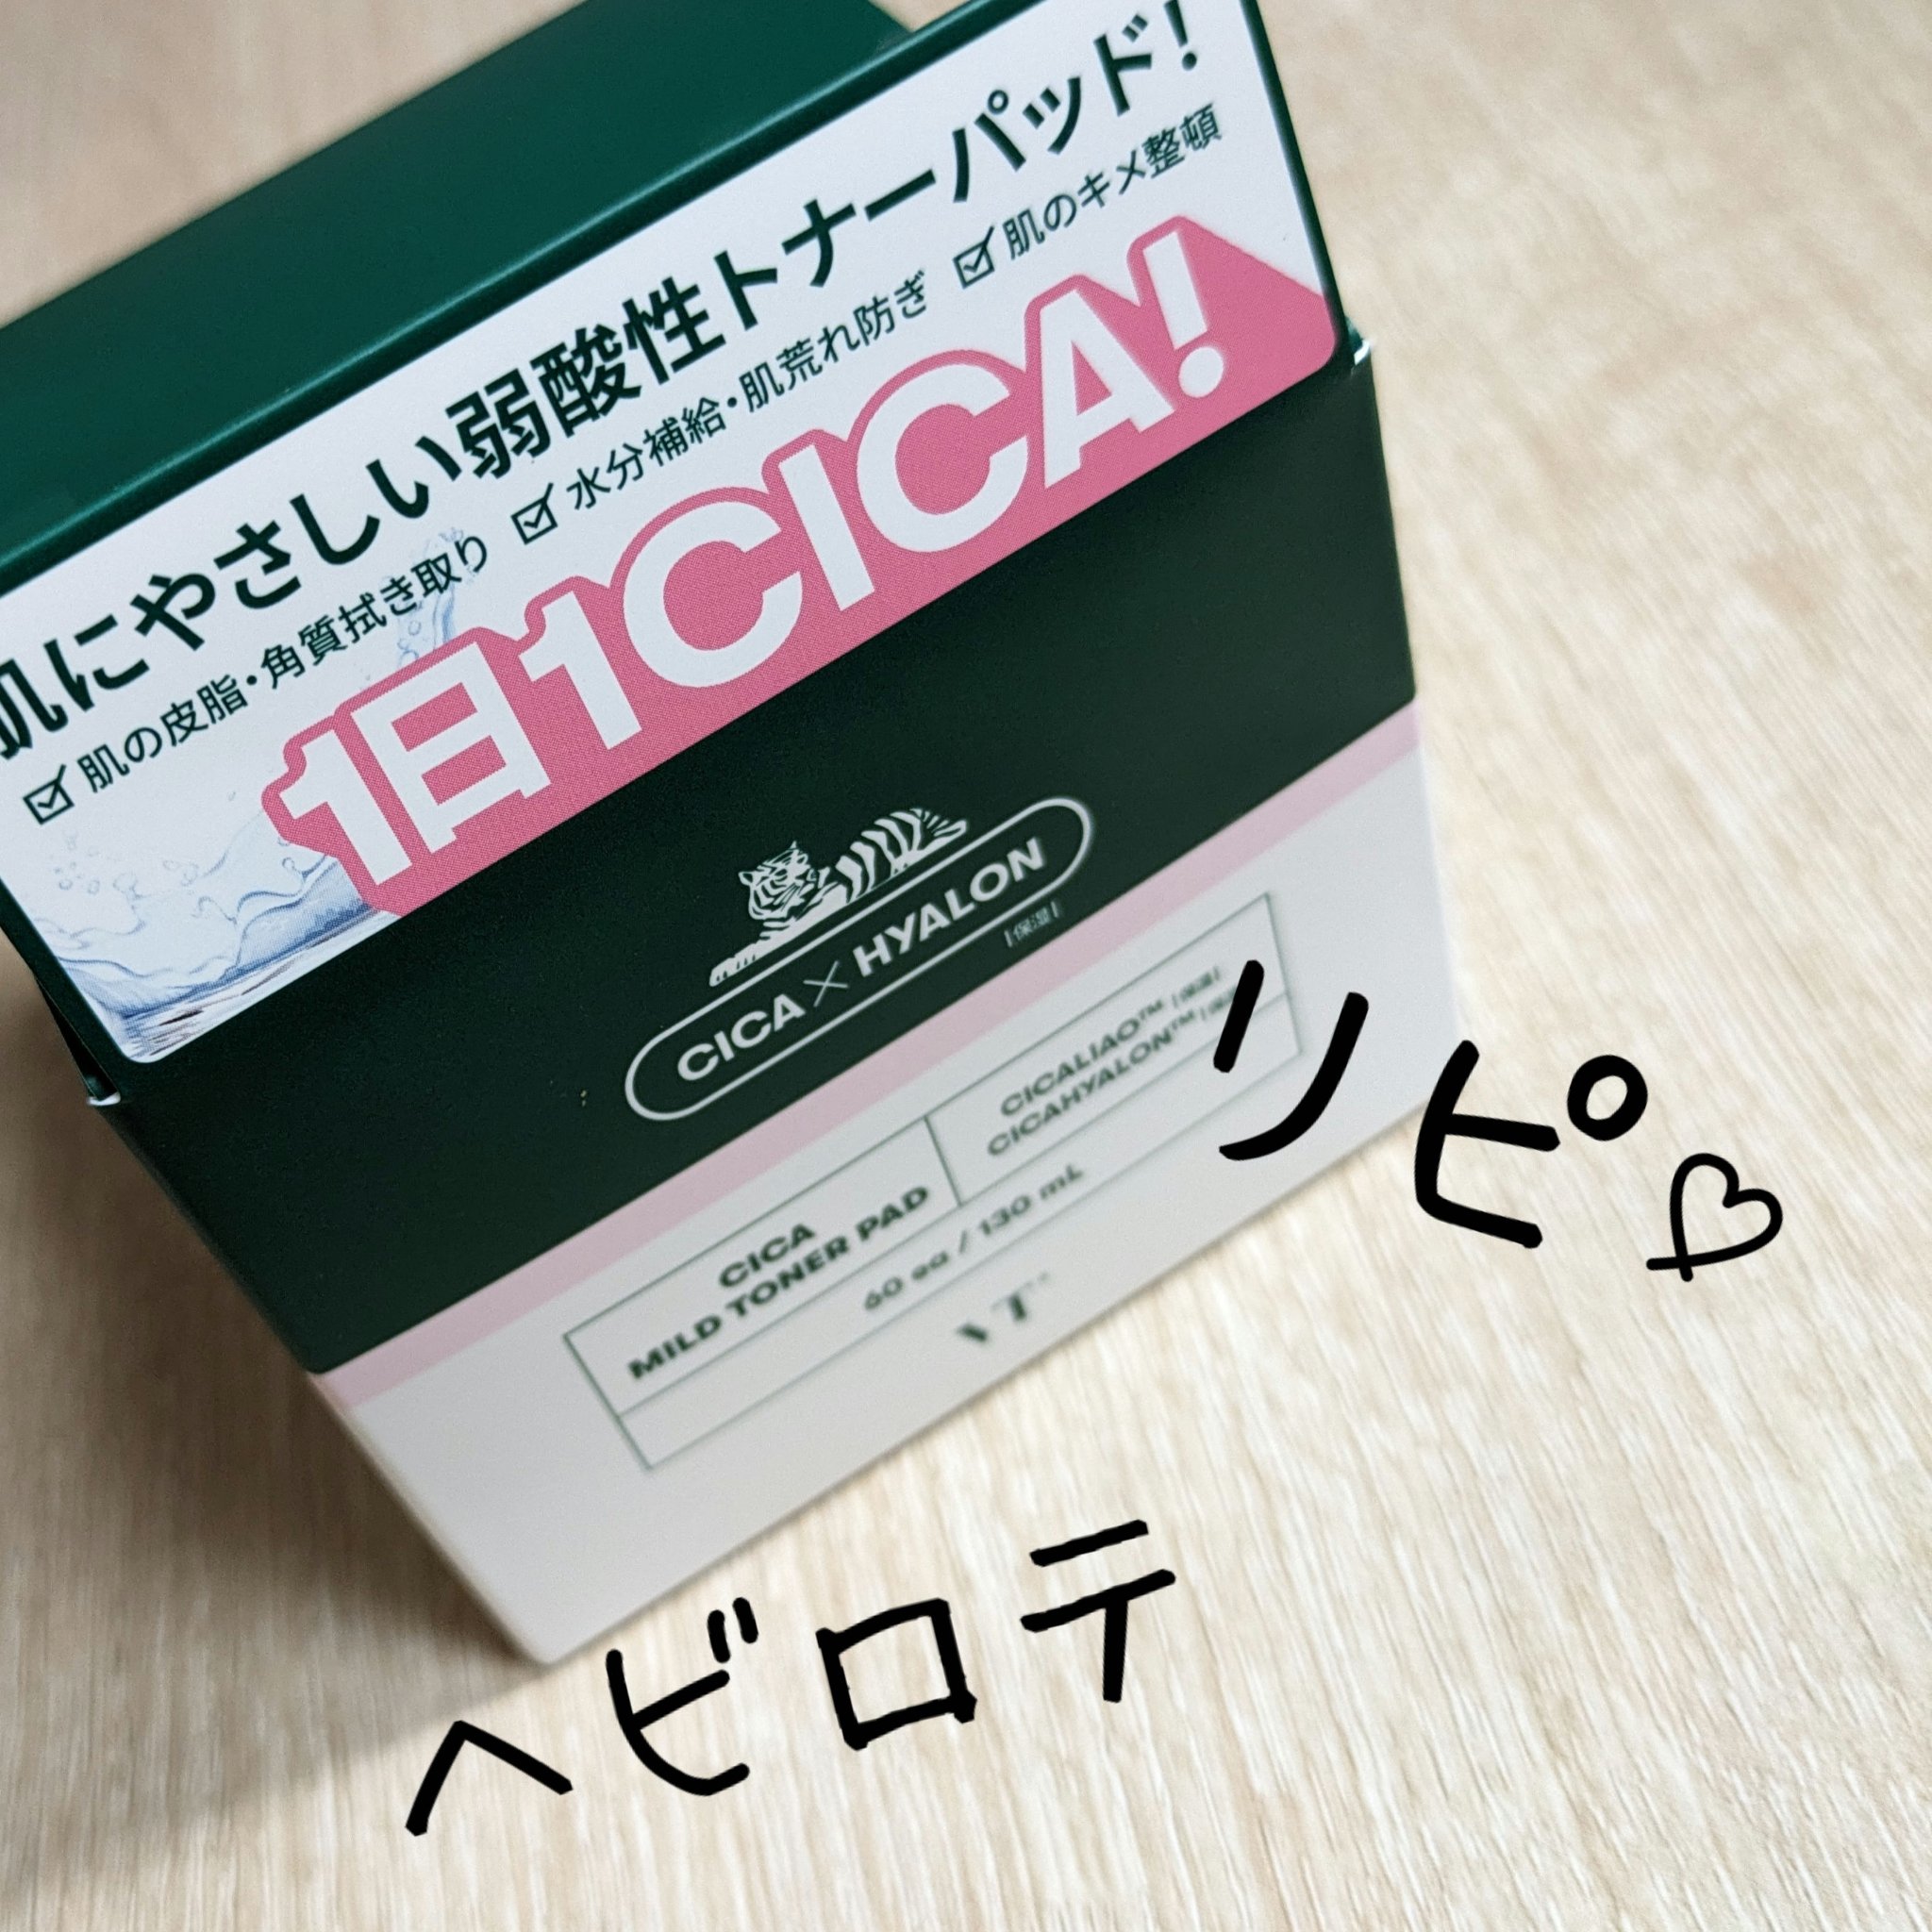 肌にやさしい弱酸性トナーパッド!
肌の皮脂・角質拭き取り 水分補給・肌荒れ防ぎ 肌のキメ整頓
1日1CICA!
CICA×HYALON
[保湿]
CICA
MILD TONER PAD
CICALIAO™
CICAHYALON™
60 ea / 130 mL
VT
リピ♡
ヘビロテ